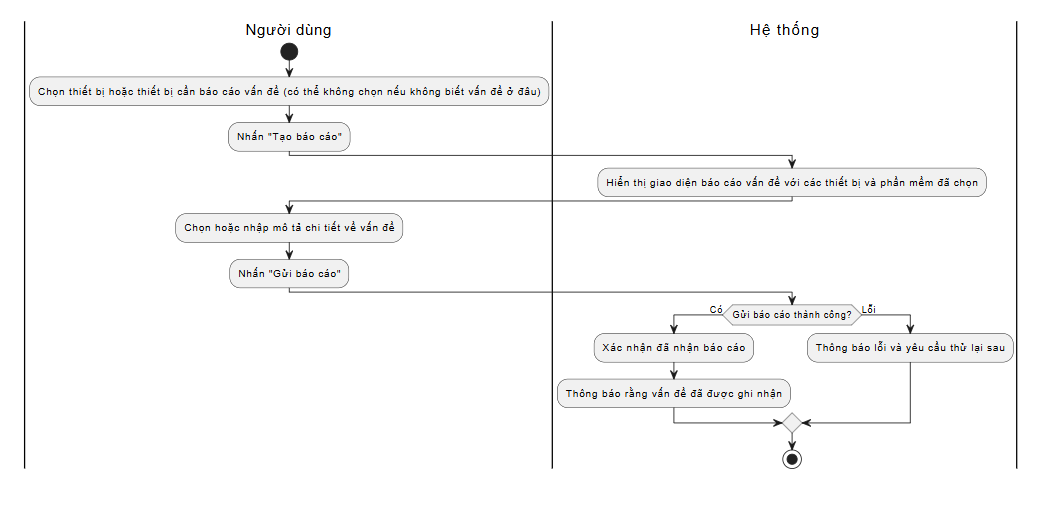 Người dùng
Hệ thống
Chọn thiết bị hoặc thiết bị cần báo cáo vấn đề (có thể không chọn nếu không biết vấn đề ở đâu)
Nhấn "Tạo báo cáo"
Hiển thị giao diện báo cáo vấn đề với các thiết bị và phần mềm đã chọn
Chọn hoặc nhập mô tả chi tiết về vấn đề
Nhấn "Gửi báo cáo"
Có
Gửi báo cáo thành công?
Lỗi
Xác nhận đã nhận báo cáo
Thông báo lỗi và yêu cầu thử lại sau
Thông báo rằng vấn đề đã được ghi nhận